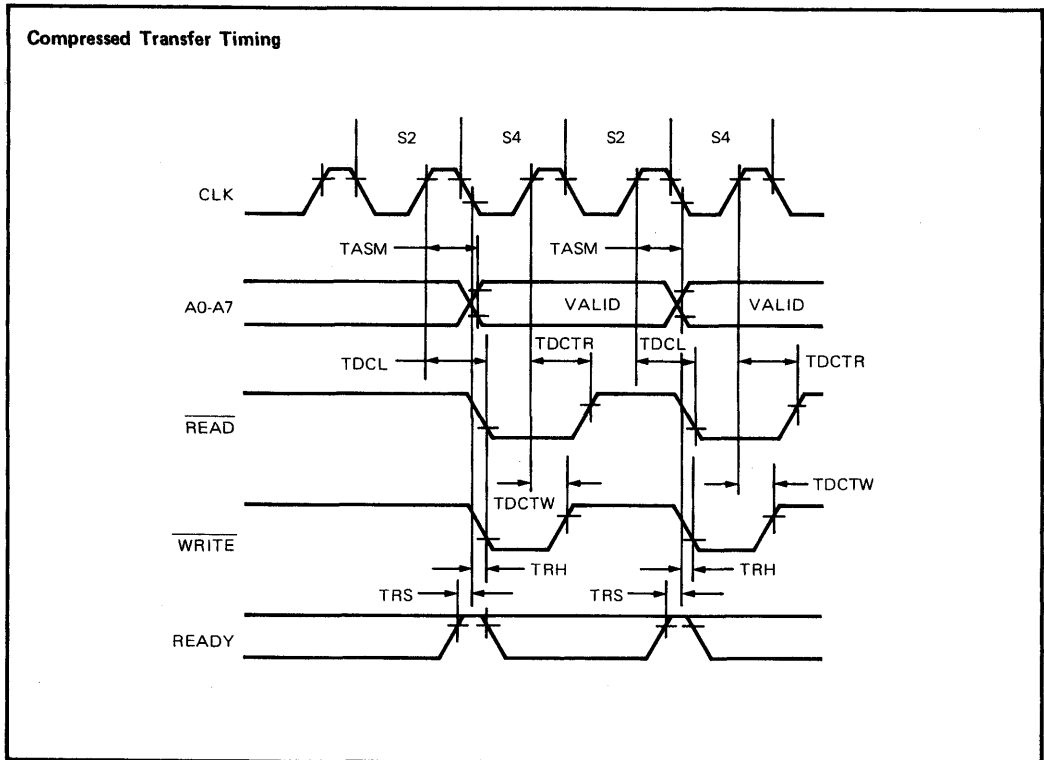 Compressed Transfer Timing
S2 S4 S2 S4
CLK
TASM TASM
A0-A7 VALID VALID
TDCL TDCTR TDCL TDCTR
READ
TDCTW TDCTW
WRITE
TRH TRH
TRS TRS
READY